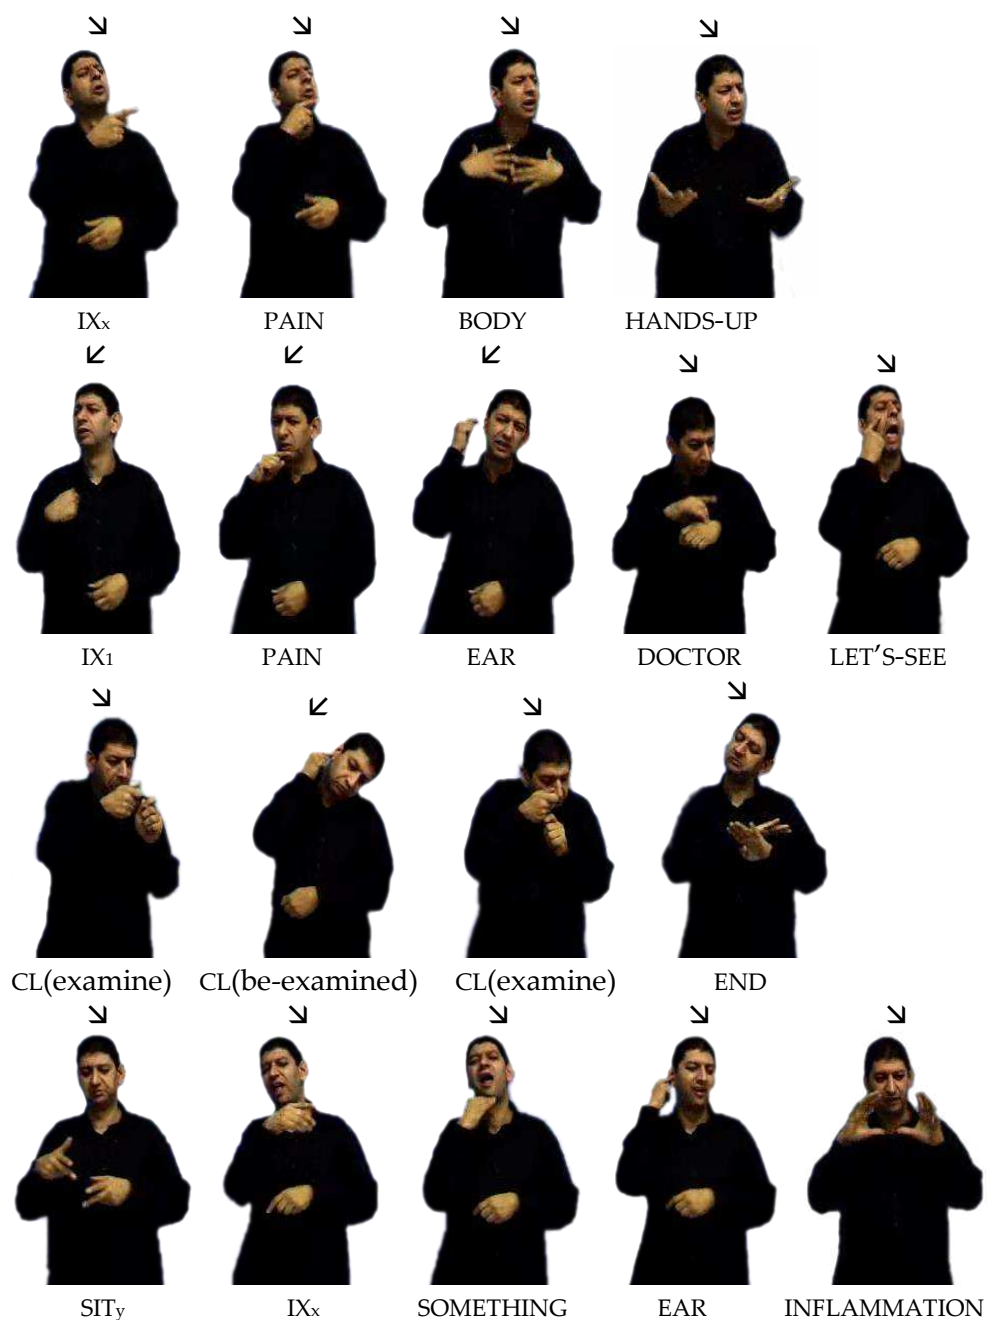 ↘ ↘ ↘ ↘
IXx PAIN BODY HANDS-UP
↙ ↙ ↙ ↘ ↘
IX1 PAIN EAR DOCTOR LET'S-SEE
↘ ↙ ↘ ↘
CL(examine) CL(be-examined) CL(examine) END
↘ ↘ ↘ ↘ ↘
SITy IXx SOMETHING EAR INFLAMMATION